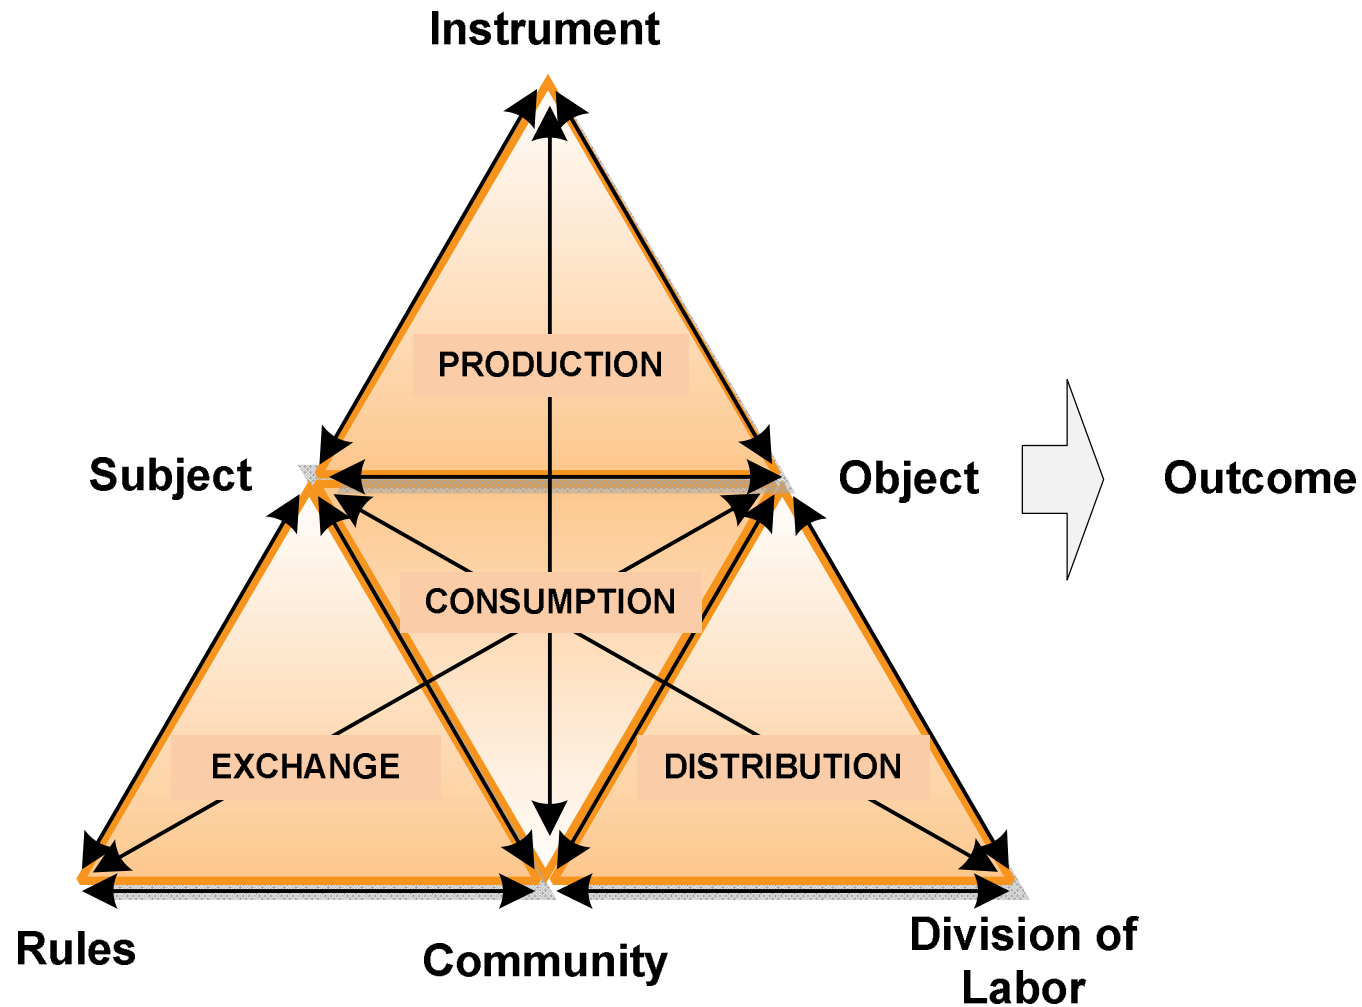 Instrument
PRODUCTION
Subject
Object
Outcome
CONSUMPTION
EXCHANGE
DISTRIBUTION
Rules
Community
Division of
Labor